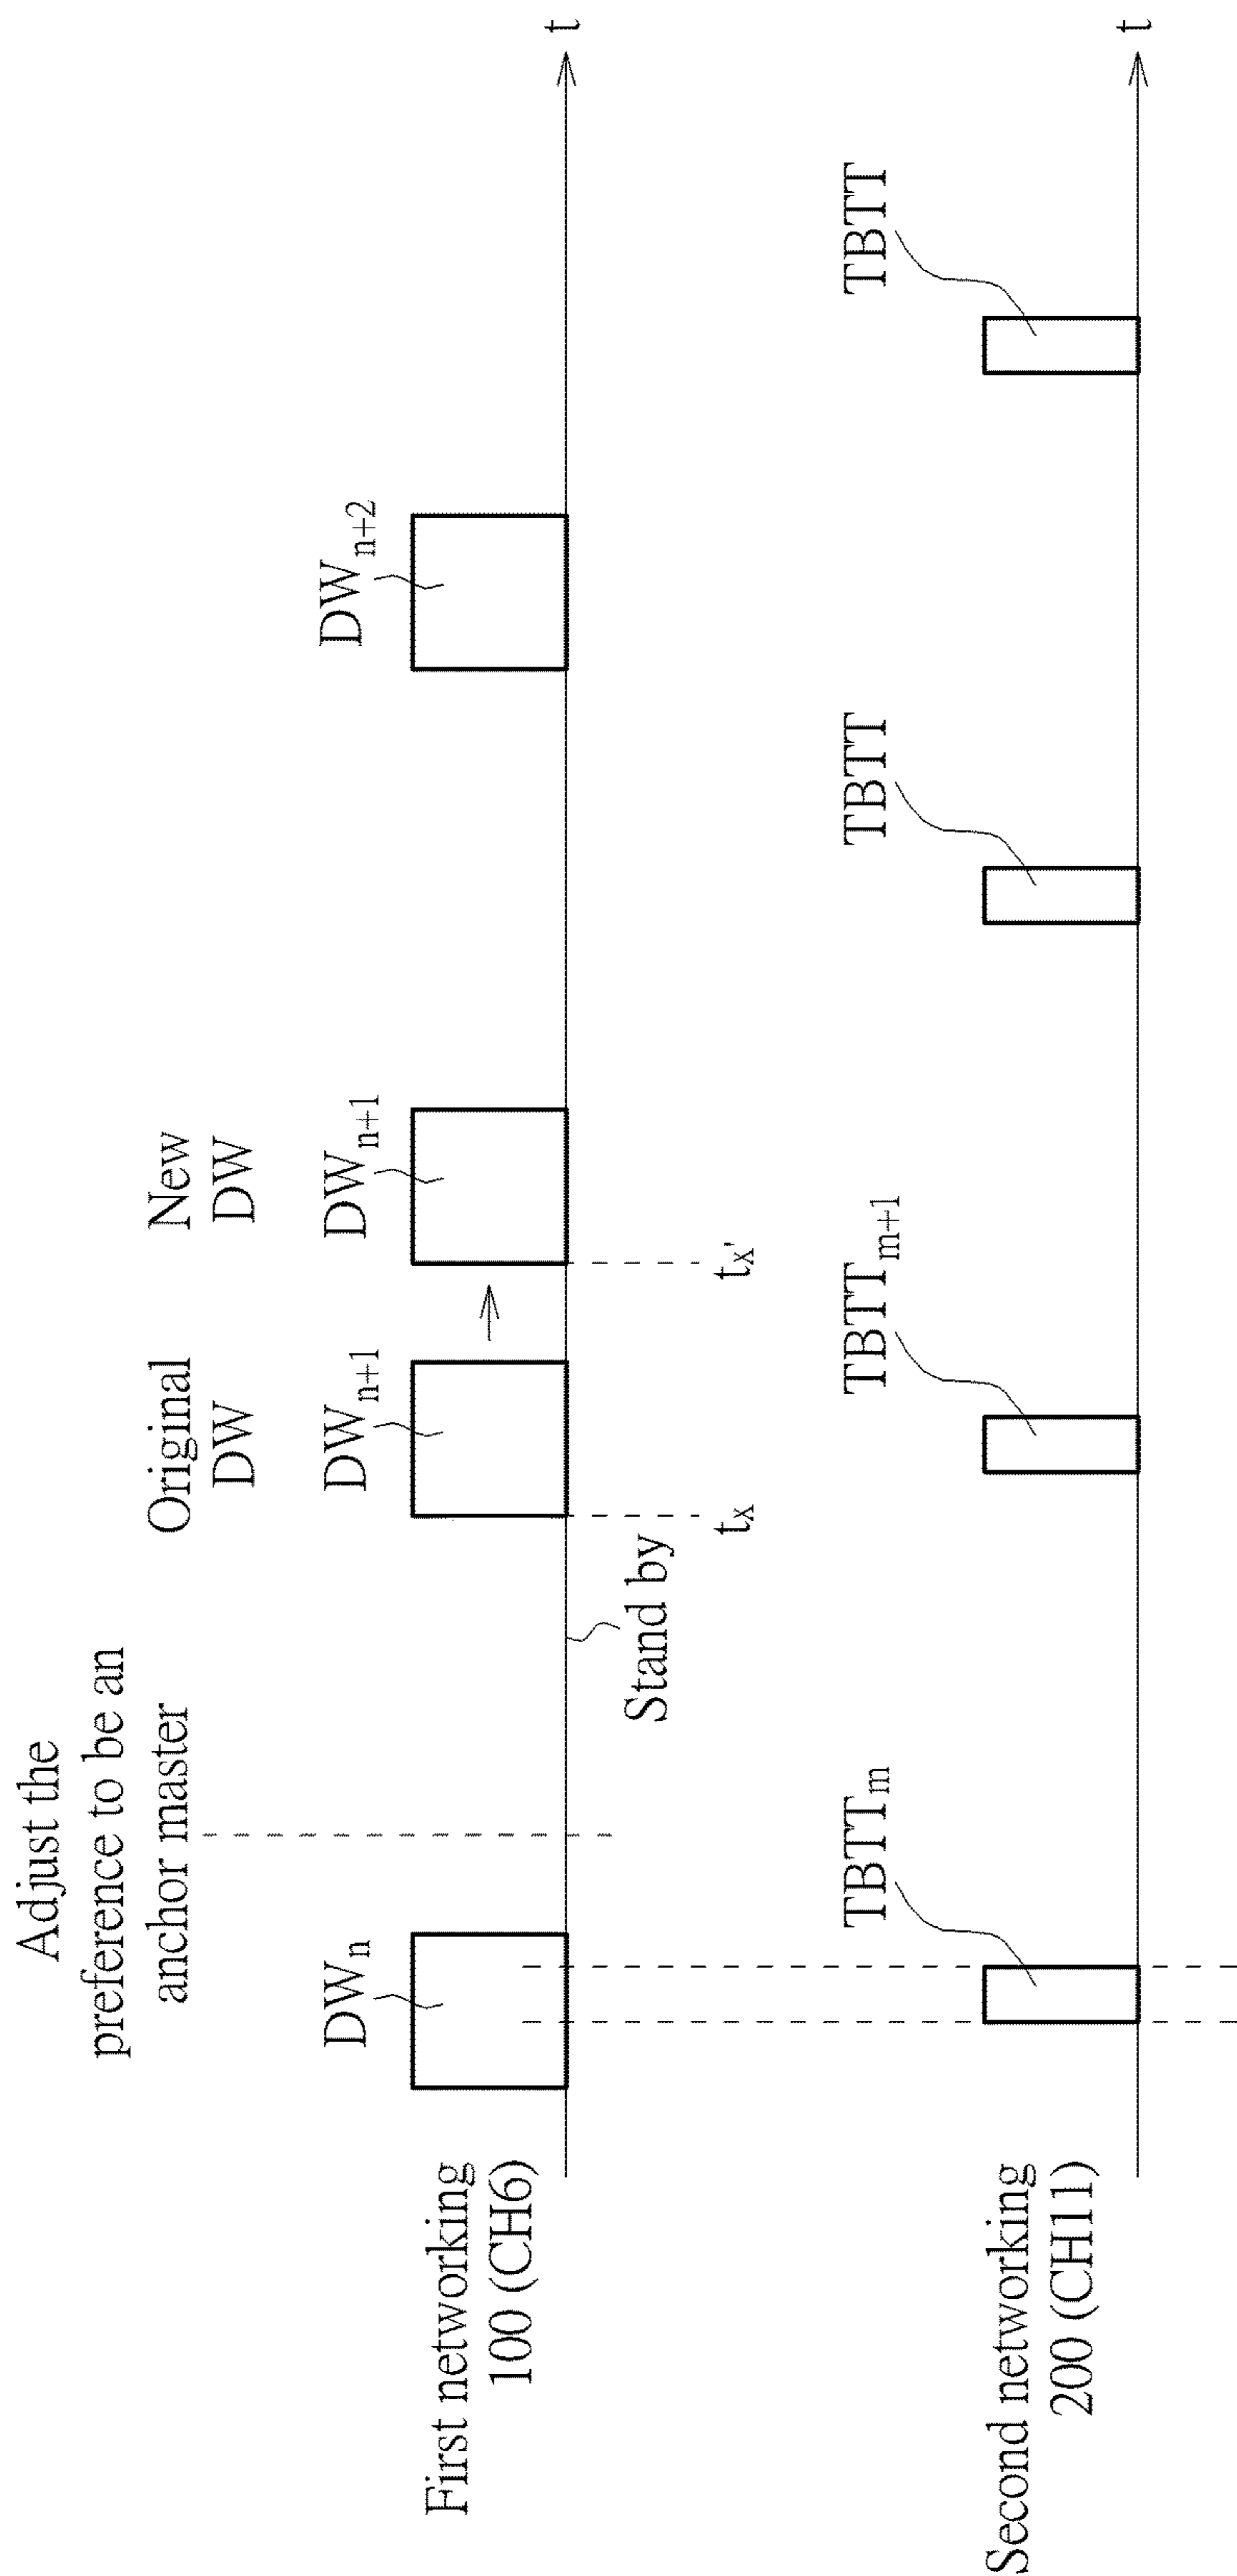 Adjust the
preference to be an
anchor master
Original
DW
New
DW
DWₙ
DWₙ₊₁
DWₙ₊₁
DWₙ₊₂
First networking
100 (CH6)
t
Stand by
tₓ
tₓ'
TBTTₘ
TBTTₘ₊₁
TBTT
TBTT
Second networking
200 (CH11)
t